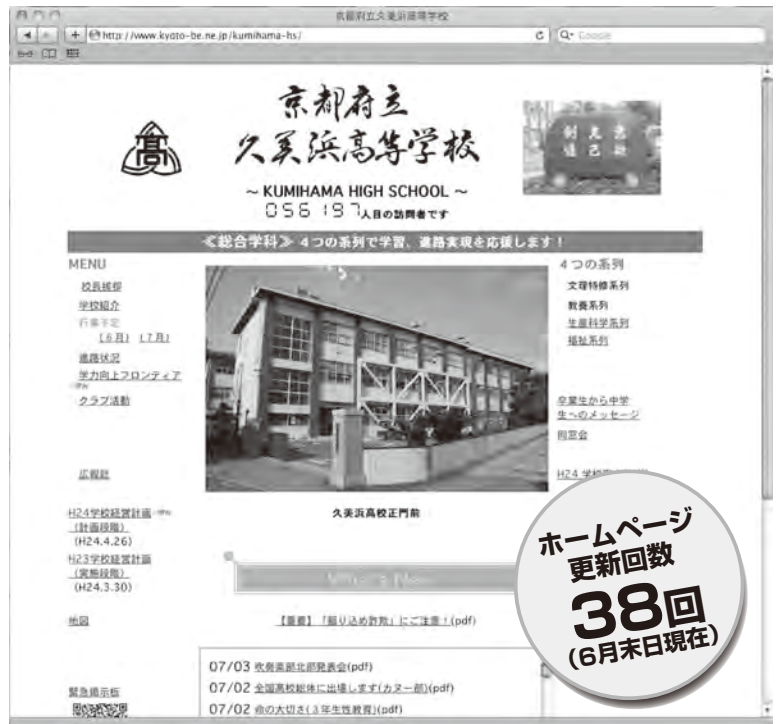 京都府立久美浜高等学校
http://www.kyoto-be.ne.jp/kumihama-hs/
Google
京都府立
久美浜高等学校
～ KUMIHAMA HIGH SCHOOL ～
056197人目の訪問者です
≪総合学科≫ 4つの系列で学習、進路実現を応援します!
MENU
校長挨拶
学校紹介
行事予定
[6月] [7月]
進路状況
学力向上フロンティア
クラブ活動
広報誌
H24学校経営計画
(計画段階)
(H24.4.26)
H23学校経営計画
(実施段階)
(H24.3.30)
地図
緊急掲示板
久美浜高校正門前
What's New
【重要】「振り込め詐欺」にご注意!(pdf)
07/03 吹奏楽部北部発表会(pdf)
07/02 全国高校総体に出場します(カヌー部)(pdf)
07/02 命の大切さ(3年生性教育)(pdf)
4つの系列
文理特修系列
教養系列
生産科学系列
福祉系列
卒業生から中学
生へのメッセージ
同窓会
H24 学校
ホームページ
更新回数
38回
(6月末日現在)